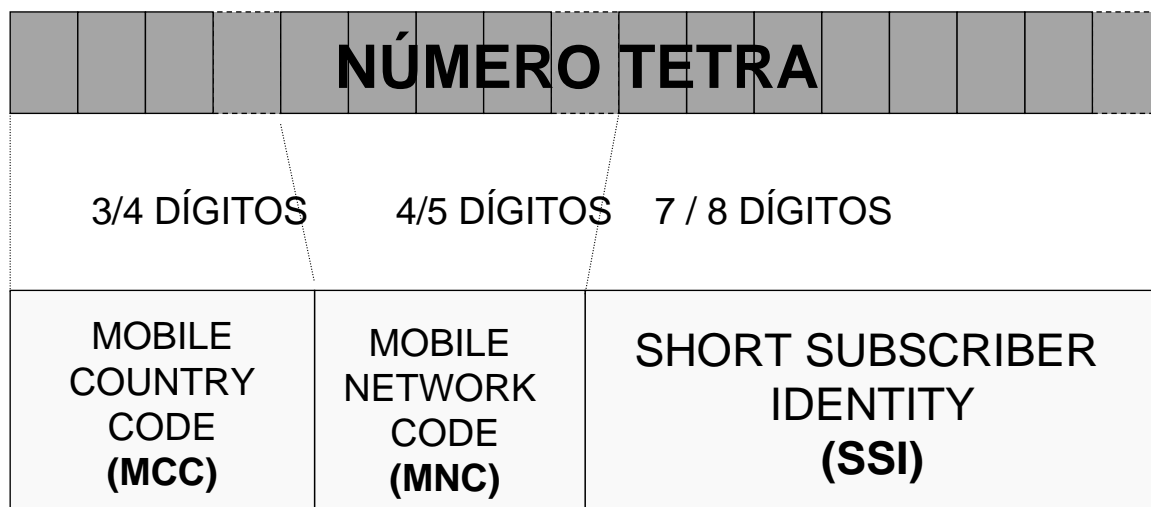 NÚMERO TETRA
3/4 DÍGITOS 4/5 DÍGITOS 7 / 8 DÍGITOS
MOBILE
COUNTRY
CODE
(MCC)
MOBILE
NETWORK
CODE
(MNC)
SHORT SUBSCRIBER
IDENTITY
(SSI)